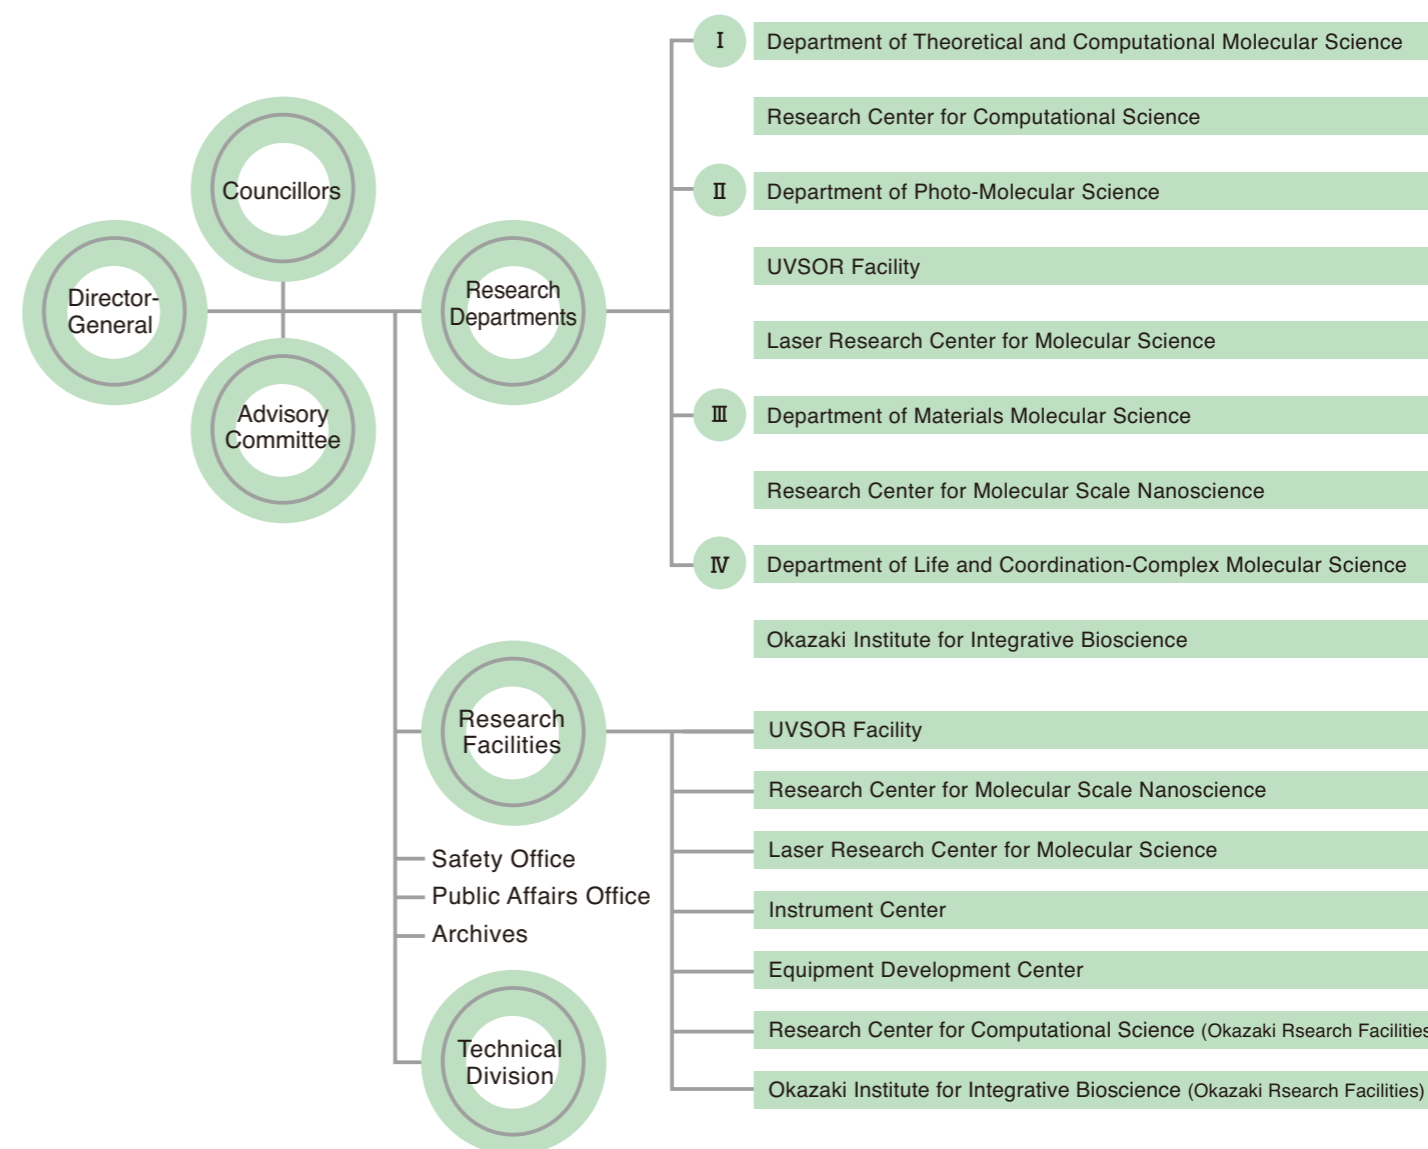 Councillors
Director-
General
Advisory
Committee
Research
Departments
I
Department of Theoretical and Computational Molecular Science
Research Center for Computational Science
II
Department of Photo-Molecular Science
UVSOR Facility
Laser Research Center for Molecular Science
III
Department of Materials Molecular Science
Research Center for Molecular Scale Nanoscience
IV
Department of Life and Coordination-Complex Molecular Science
Okazaki Institute for Integrative Bioscience
Research
Facilities
UVSOR Facility
Research Center for Molecular Scale Nanoscience
Laser Research Center for Molecular Science
Instrument Center
Equipment Development Center
Research Center for Computational Science (Okazaki Rsearch Facilities
Okazaki Institute for Integrative Bioscience (Okazaki Rsearch Facilities)
Safety Office
Public Affairs Office
Archives
Technical
Division